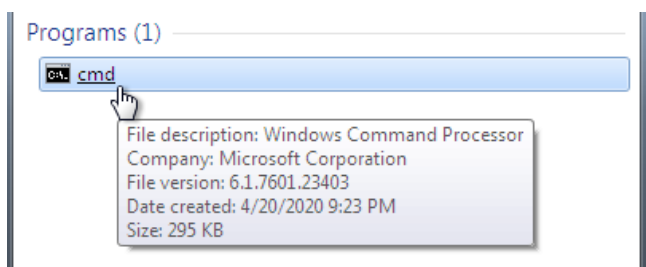 Programs (1)
cmd
File description: Windows Command Processor
Company: Microsoft Corporation
File version: 6.1.7601.23403
Date created: 4/20/2020 9:23 PM
Size: 295 KB